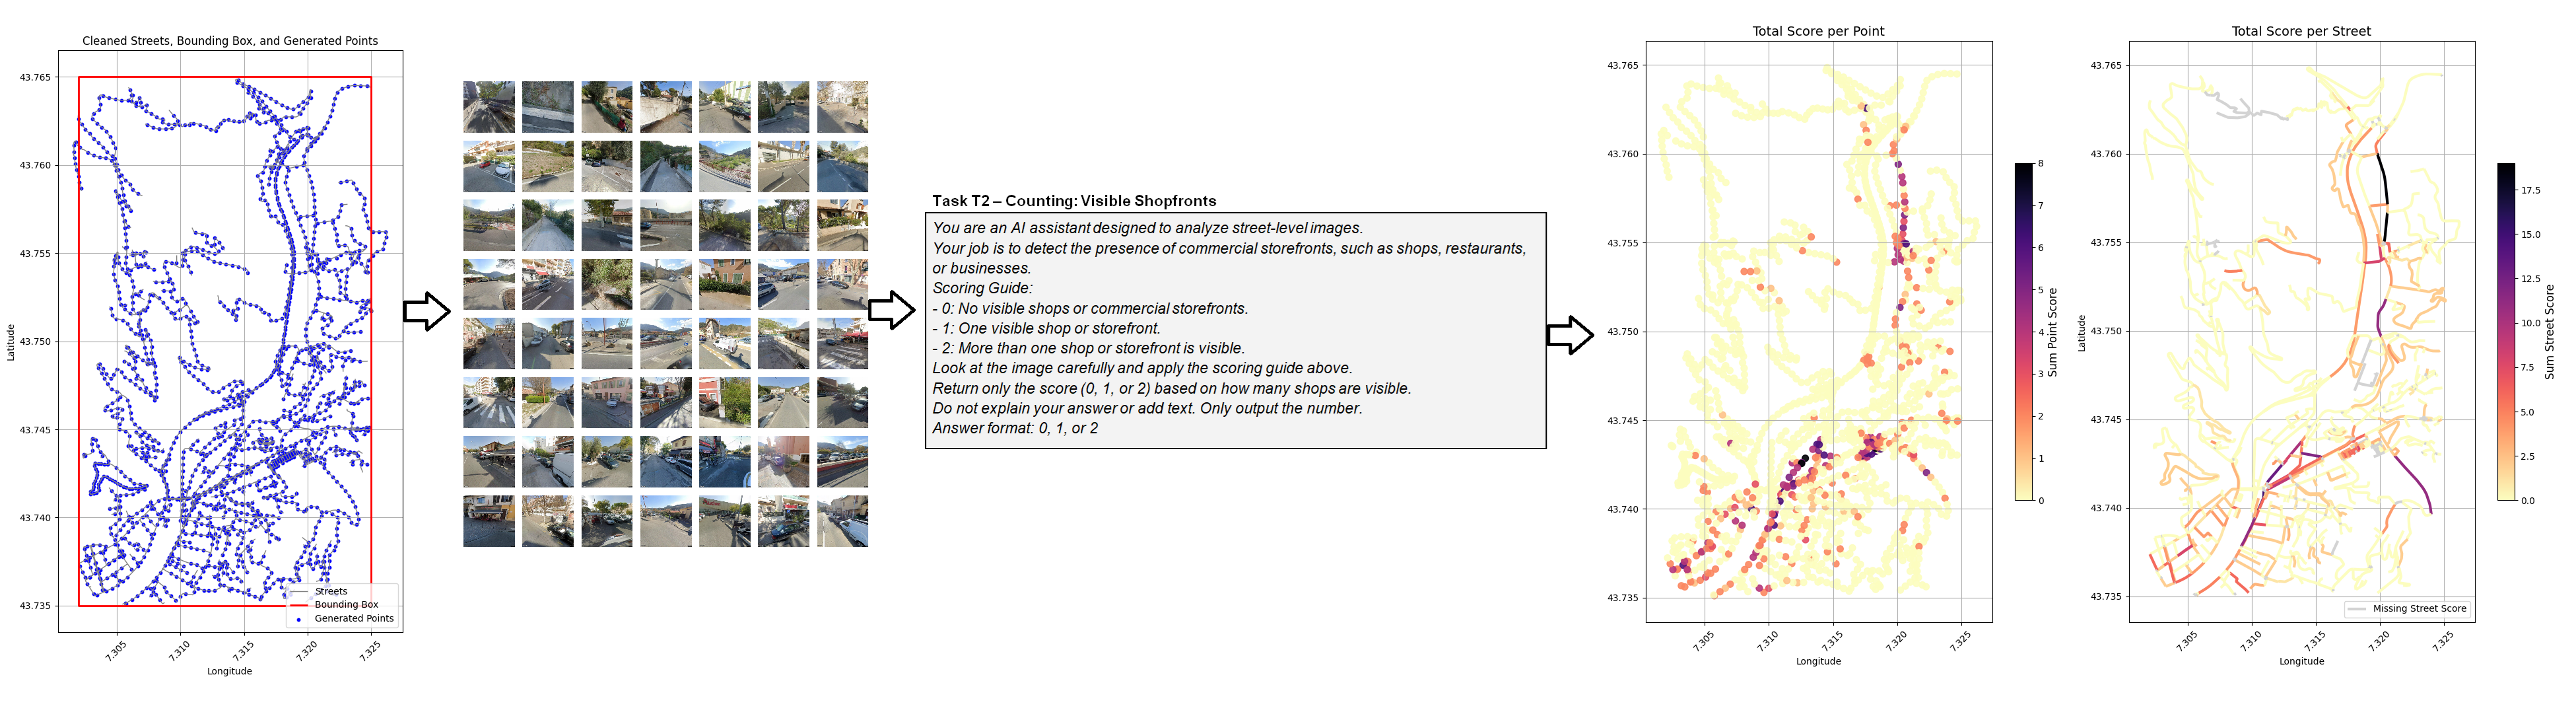 Cleaned Streets, Bounding Box, and Generated Points
43.765
43.760
43.755
43.750
43.745
43.740
43.735
Latitude
7.305
7.310
7.315
7.320
7.325
Longitude
Streets
Bounding Box
Generated Points
Task T2 – Counting: Visible Shopfronts
You are an AI assistant designed to analyze street-level images.
Your job is to detect the presence of commercial storefronts, such as shops, restaurants,
or businesses.
Scoring Guide:
- 0: No visible shops or commercial storefronts.
- 1: One visible shop or storefront.
- 2: More than one shop or storefront is visible.
Look at the image carefully and apply the scoring guide above.
Return only the score (0, 1, or 2) based on how many shops are visible.
Do not explain your answer or add text. Only output the number.
Answer format: 0, 1, or 2
Total Score per Point
43.765
43.760
43.755
43.750
43.745
43.740
43.735
7.305
7.310
7.315
7.320
7.325
Longitude
8
7
6
5
4
3
2
1
0
Sum Point Score
Total Score per Street
43.765
43.760
43.755
43.750
43.745
43.740
43.735
Latitude
7.305
7.310
7.315
7.320
7.325
Longitude
Missing Street Score
17.5
15.0
12.5
10.0
7.5
5.0
2.5
0.0
Sum Street Score